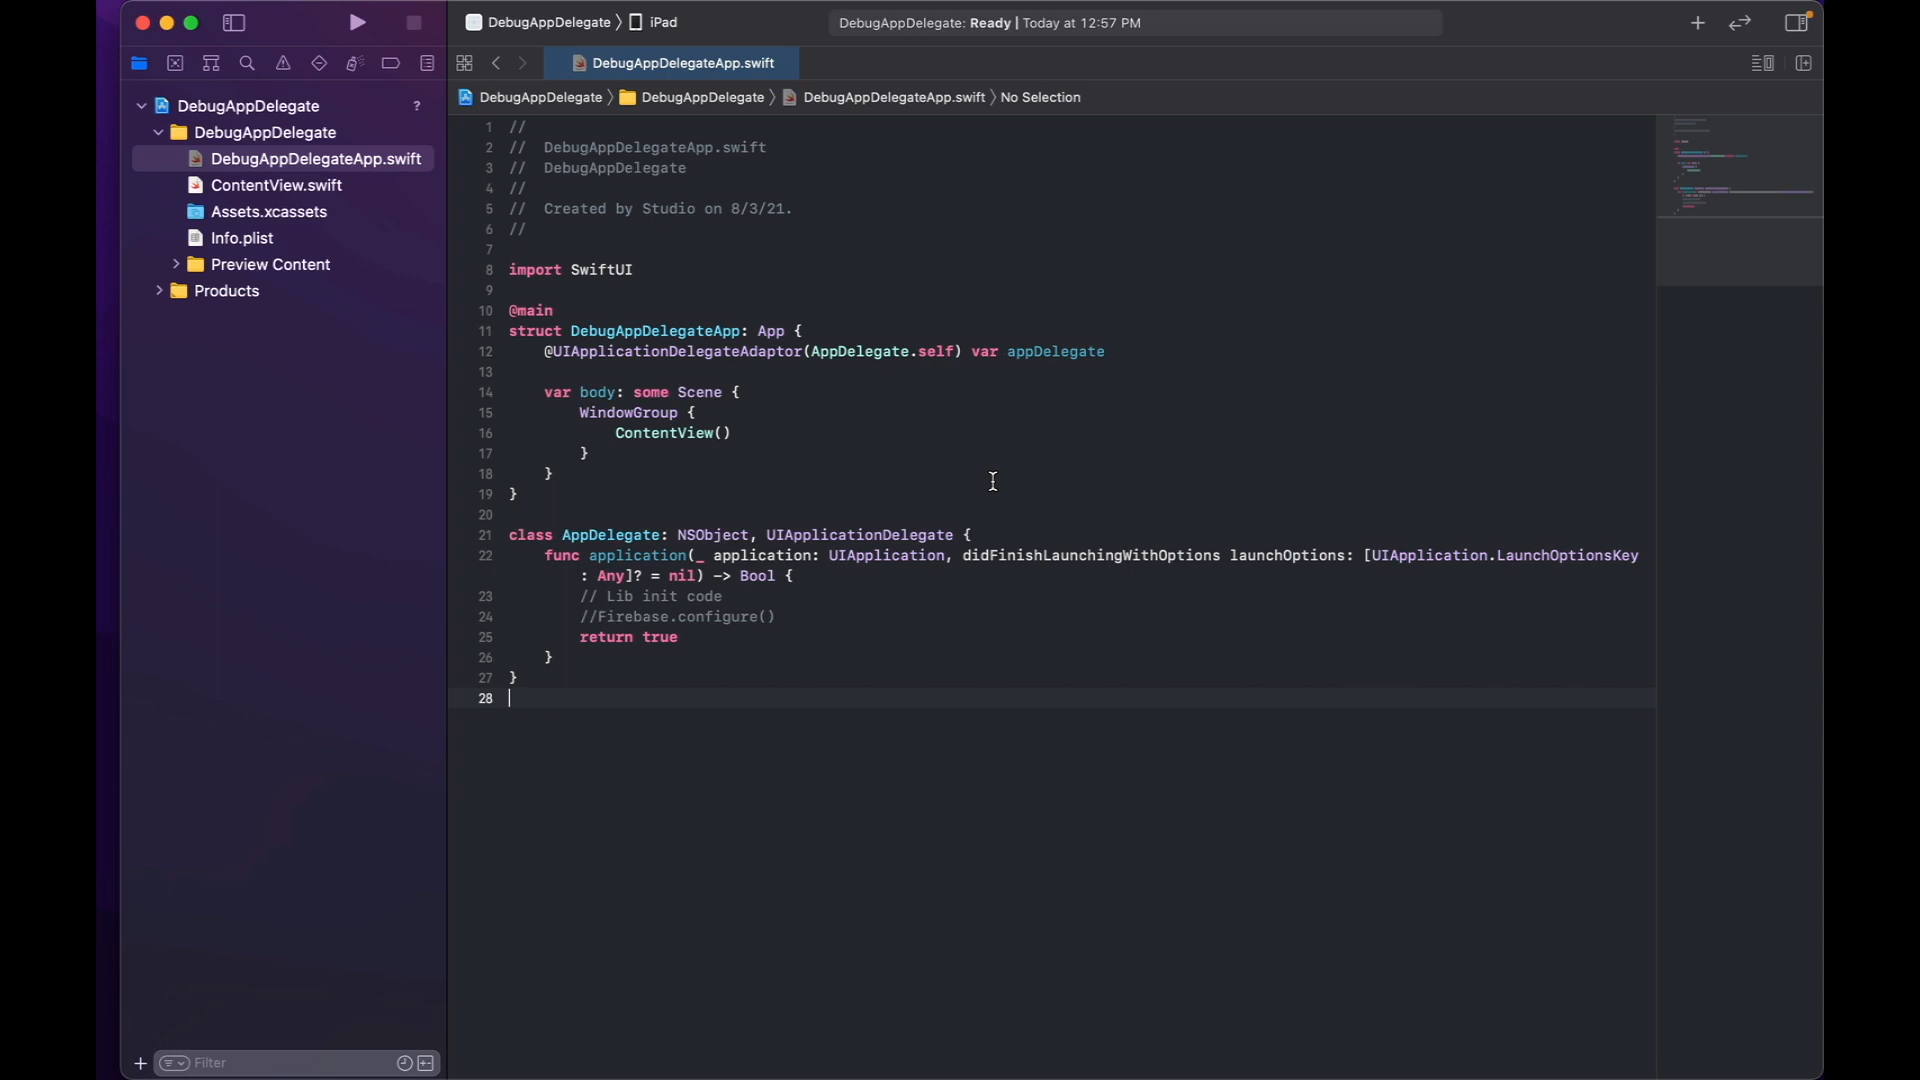 DebugAppDelegate 〉 iPad
DebugAppDelegate: Ready | Today at 12:57 PM
DebugAppDelegateApp.swift
DebugAppDelegate 〉 DebugAppDelegate 〉 DebugAppDelegateApp.swift 〉 No Selection
DebugAppDelegate ?
DebugAppDelegate
DebugAppDelegateApp.swift
ContentView.swift
Assets.xcassets
Info.plist
Preview Content
Products
Filter
1 //
2 //  DebugAppDelegateApp.swift
3 //  DebugAppDelegate
4 //
5 //  Created by Studio on 8/3/21.
6 //
7
8 import SwiftUI
9
10 @main
11 struct DebugAppDelegateApp: App {
12     @UIApplicationDelegateAdaptor(AppDelegate.self) var appDelegate
13
14     var body: some Scene {
15         WindowGroup {
16             ContentView()
17         }
18     }
19 }
20
21 class AppDelegate: NSObject, UIApplicationDelegate {
22     func application(_ application: UIApplication, didFinishLaunchingWithOptions launchOptions: [UIApplication.LaunchOptionsKey
: Any]? = nil) -> Bool {
23         // Lib init code
24         //Firebase.configure()
25         return true
26     }
27 }
28